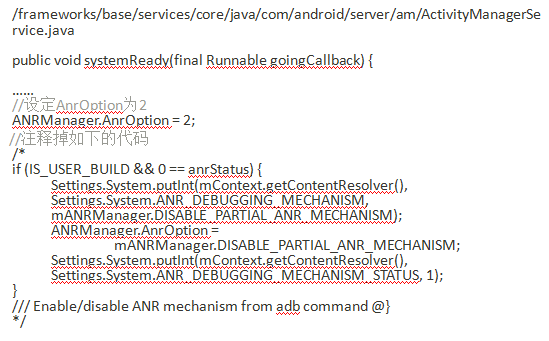 /frameworks/base/services/core/java/com/android/server/am/ActivityManagerSe
rvice.java
public void systemReady(final Runnable goingCallback) {
......
//设定AnrOption为2
ANRManager.AnrOption = 2;
//注释掉如下的代码
/*
if (IS_USER_BUILD && 0 == anrStatus) {
Settings.System.putInt(mContext.getContentResolver(),
Settings.System.ANR_DEBUGGING_MECHANISM,
mANRManager.DISABLE_PARTIAL_ANR_MECHANISM);
ANRManager.AnrOption =
mANRManager.DISABLE_PARTIAL_ANR_MECHANISM;
Settings.System.putInt(mContext.getContentResolver(),
Settings.System.ANR_DEBUGGING_MECHANISM_STATUS, 1);
}
/// Enable/disable ANR mechanism from adb command @}
*/